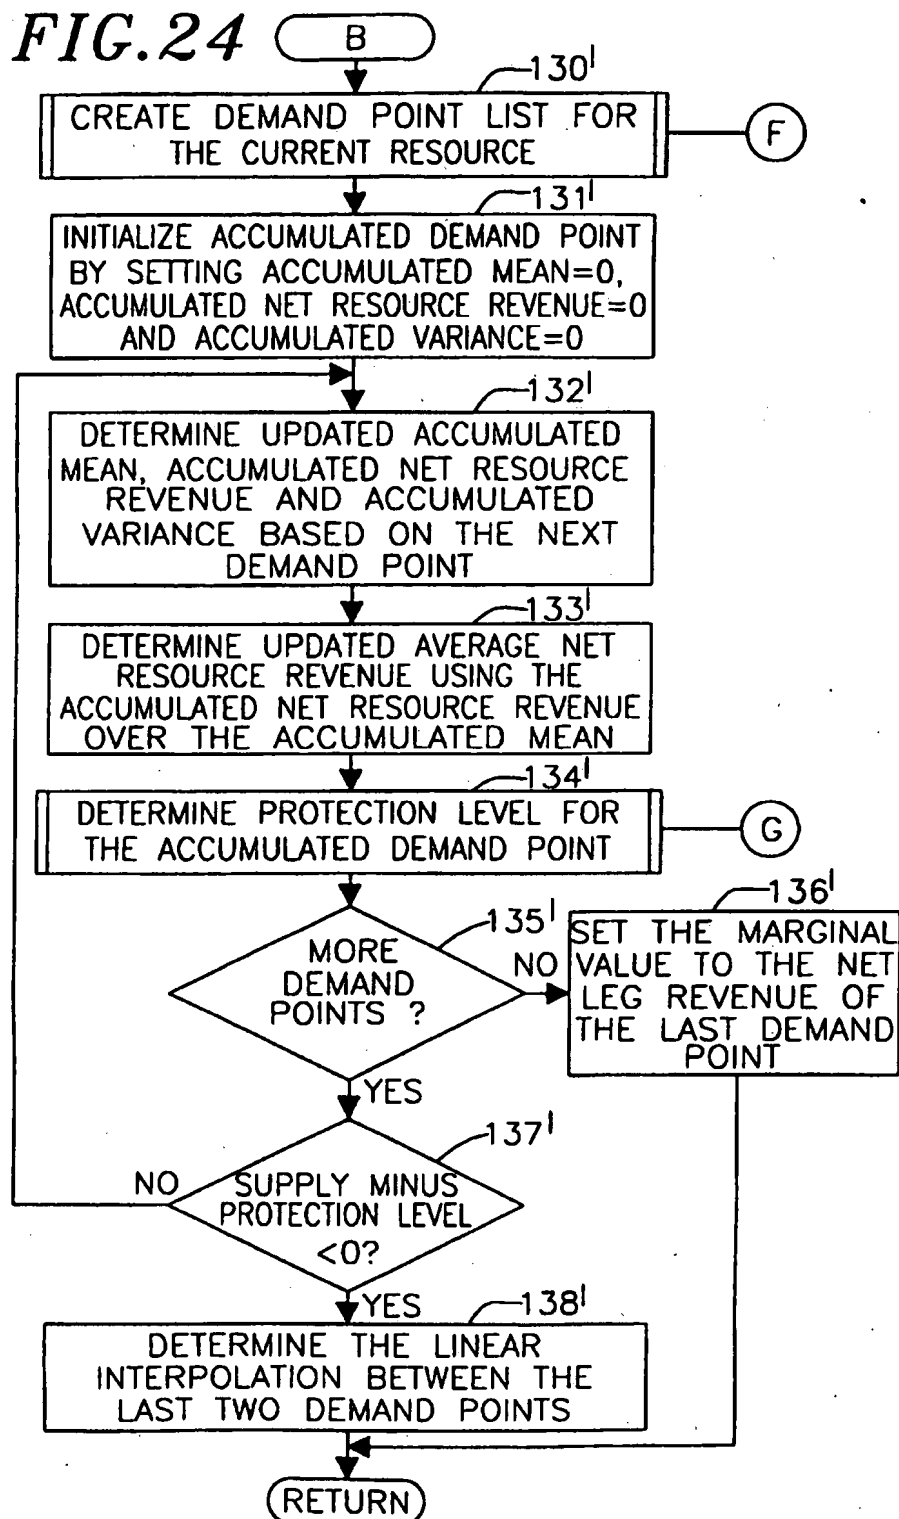 FIG.24
B
130'
CREATE DEMAND POINT LIST FOR
THE CURRENT RESOURCE
F
131'
INITIALIZE ACCUMULATED DEMAND POINT
BY SETTING ACCUMULATED MEAN=0,
ACCUMULATED NET RESOURCE REVENUE=0
AND ACCUMULATED VARIANCE=0
132'
DETERMINE UPDATED ACCUMULATED
MEAN, ACCUMULATED NET RESOURCE
REVENUE AND ACCUMULATED
VARIANCE BASED ON THE NEXT
DEMAND POINT
133'
DETERMINE UPDATED AVERAGE NET
RESOURCE REVENUE USING THE
ACCUMULATED NET RESOURCE REVENUE
OVER THE ACCUMULATED MEAN
134'
DETERMINE PROTECTION LEVEL FOR
THE ACCUMULATED DEMAND POINT
G
135'
MORE
DEMAND
POINTS ?
NO
136'
SET THE MARGINAL
VALUE TO THE NET
LEG REVENUE OF
THE LAST DEMAND
POINT
YES
137'
NO
SUPPLY MINUS
PROTECTION LEVEL
<0?
YES
138'
DETERMINE THE LINEAR
INTERPOLATION BETWEEN THE
LAST TWO DEMAND POINTS
RETURN